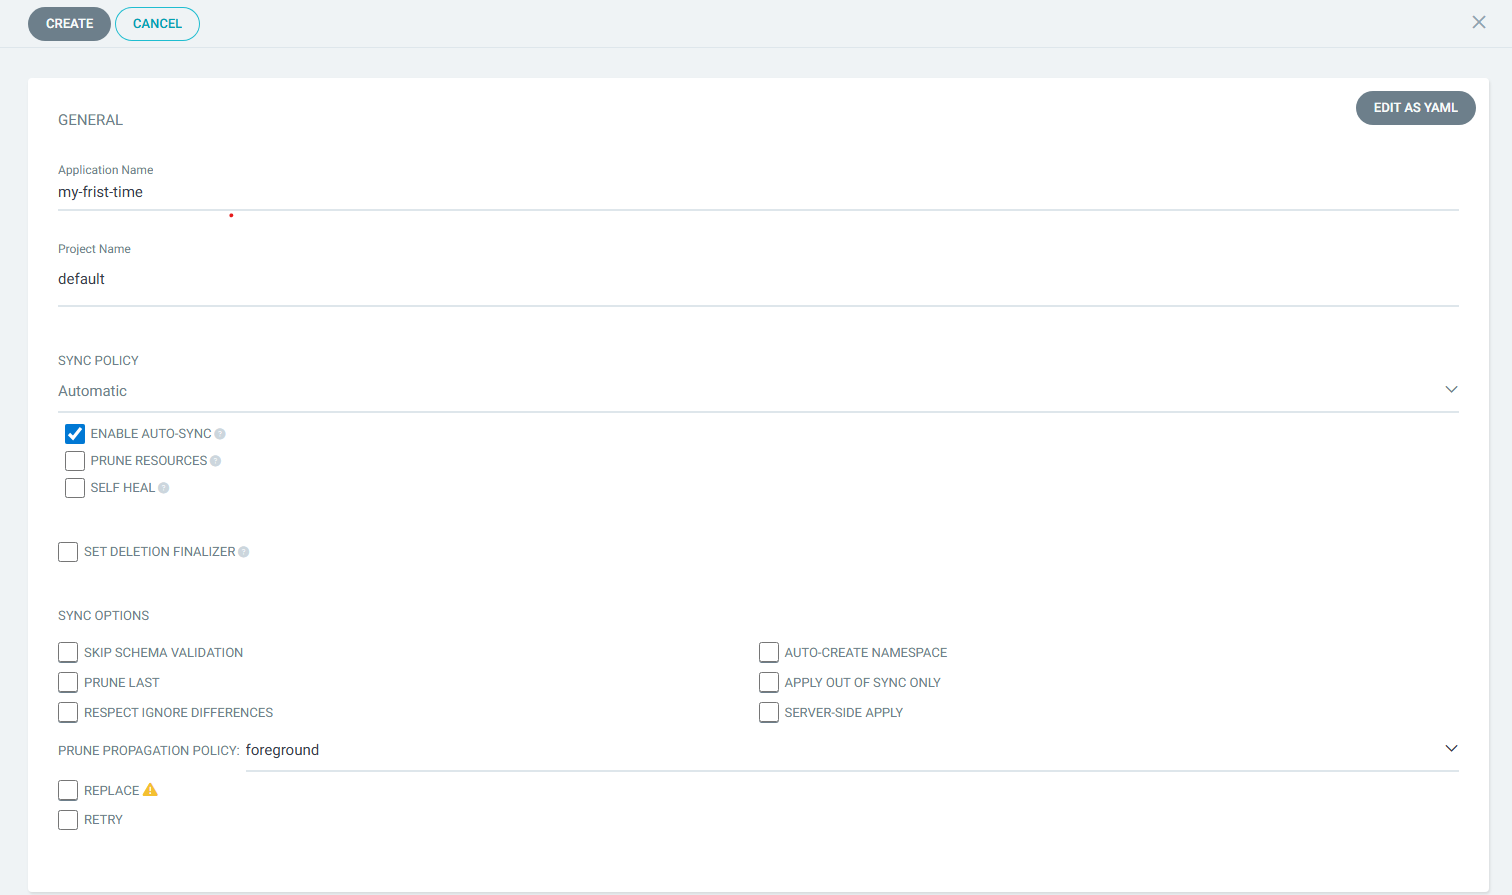 CREATE CANCEL
EDIT AS YAML
GENERAL
Application Name
my-frist-time
Project Name
default
SYNC POLICY
Automatic
ENABLE AUTO-SYNC ?
PRUNE RESOURCES ?
SELF HEAL ?
SET DELETION FINALIZER ?
SYNC OPTIONS
SKIP SCHEMA VALIDATION
AUTO-CREATE NAMESPACE
PRUNE LAST
APPLY OUT OF SYNC ONLY
RESPECT IGNORE DIFFERENCES
SERVER-SIDE APPLY
PRUNE PROPAGATION POLICY: foreground
REPLACE
RETRY